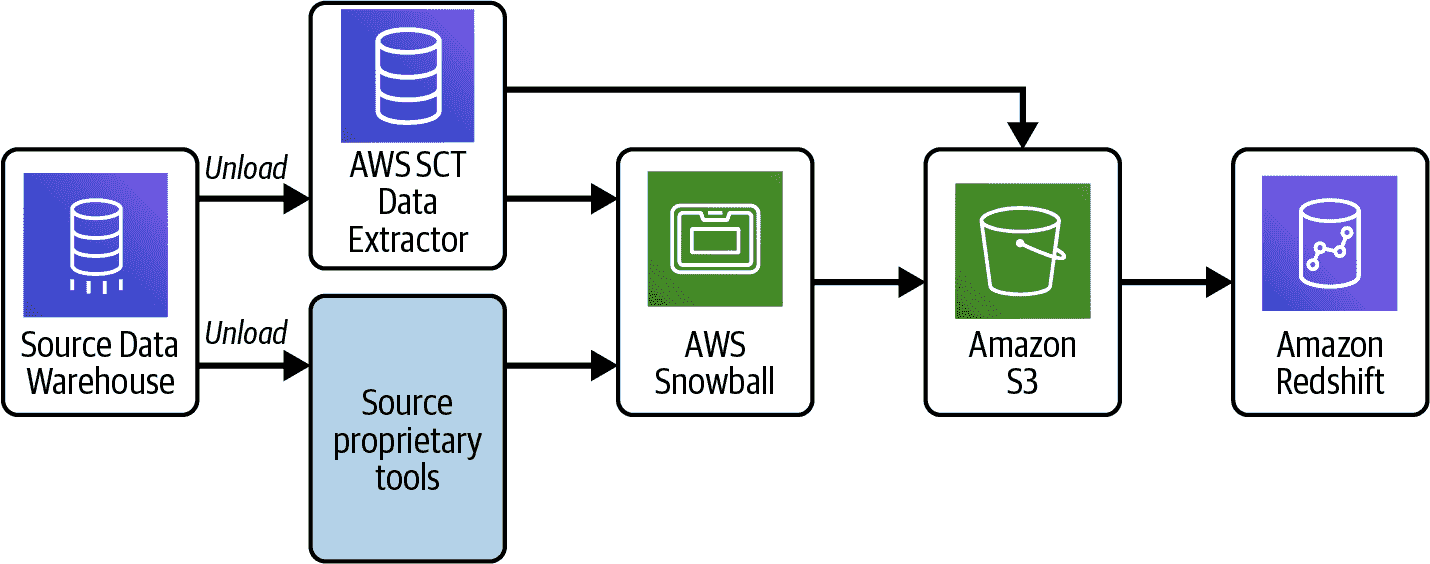 Unload
AWS SCT
Data
Extractor
Source Data
Warehouse
Unload
Source
proprietary
tools
AWS
Snowball
Amazon
S3
Amazon
Redshift